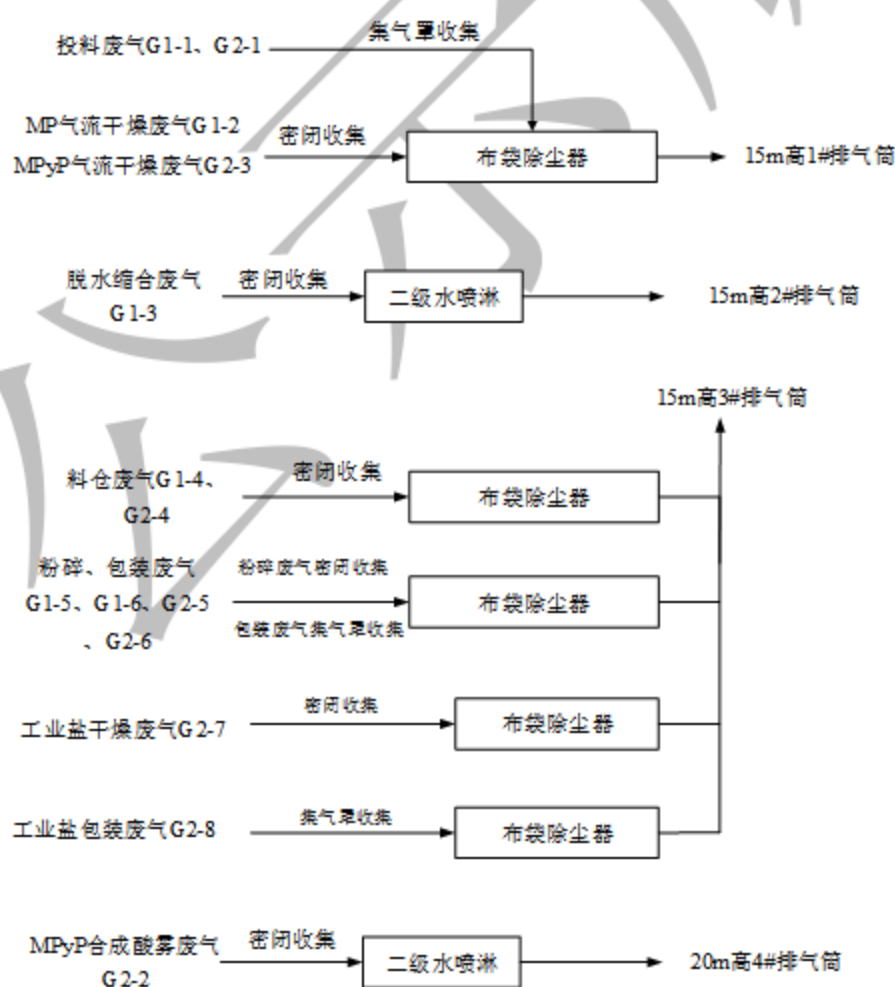 投料废气G1-1、G2-1
集气罩收集
MP气流干燥废气G1-2
MPyP气流干燥废气G2-3
密闭收集
布袋除尘器
15m高1#排气筒
脱水缩合废气
G1-3
密闭收集
二级水喷淋
15m高2#排气筒
15m高3#排气筒
料仓废气G1-4、
G2-4
密闭收集
布袋除尘器
粉碎、包装废气
G1-5、G1-6、G2-5
、G2-6
粉碎废气密闭收集
包装废气集气罩收集
布袋除尘器
工业盐干燥废气G2-7
密闭收集
布袋除尘器
工业盐包装废气G2-8
集气罩收集
布袋除尘器
MPyP合成酸雾废气
G2-2
密闭收集
二级水喷淋
20m高4#排气筒